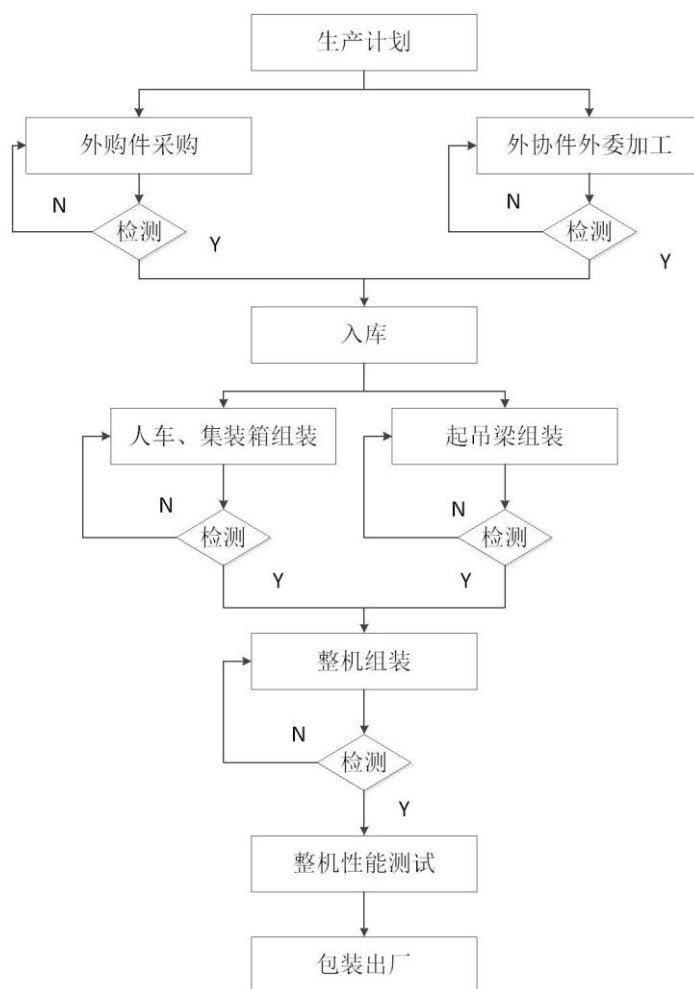 生产计划
外购件采购
外协件外委加工
N
检测
Y
N
检测
Y
入库
人车、集装箱组装
起吊梁组装
N
检测
Y
N
检测
Y
整机组装
N
检测
Y
整机性能测试
包装出厂